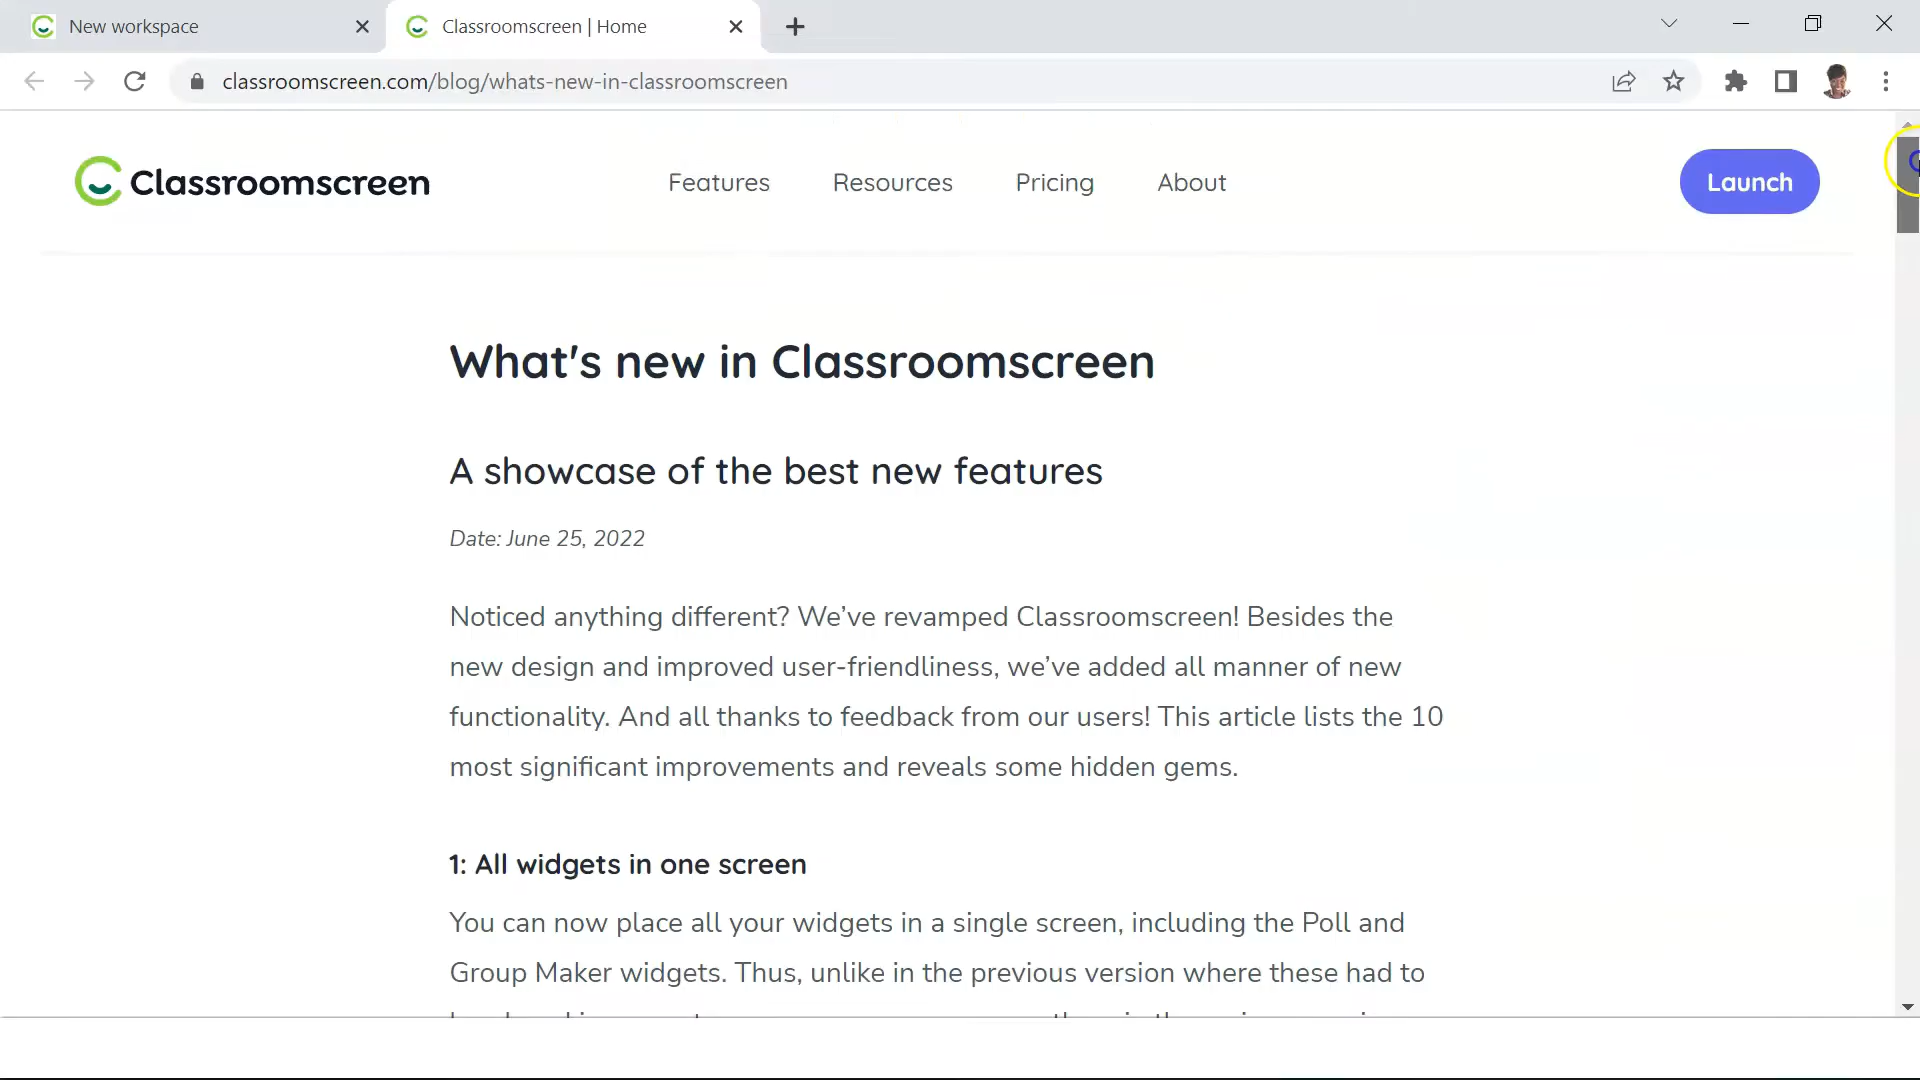 New workspace
Classroomscreen | Home
classroomscreen.com/blog/whats-new-in-classroomscreen
Classroomscreen
Features
Resources
Pricing
About
Launch
What's new in Classroomscreen
A showcase of the best new features
Date: June 25, 2022
Noticed anything different? We’ve revamped Classroomscreen! Besides the
new design and improved user-friendliness, we’ve added all manner of new
functionality. And all thanks to feedback from our users! This article lists the 10
most significant improvements and reveals some hidden gems.
1: All widgets in one screen
You can now place all your widgets in a single screen, including the Poll and
Group Maker widgets. Thus, unlike in the previous version where these had to